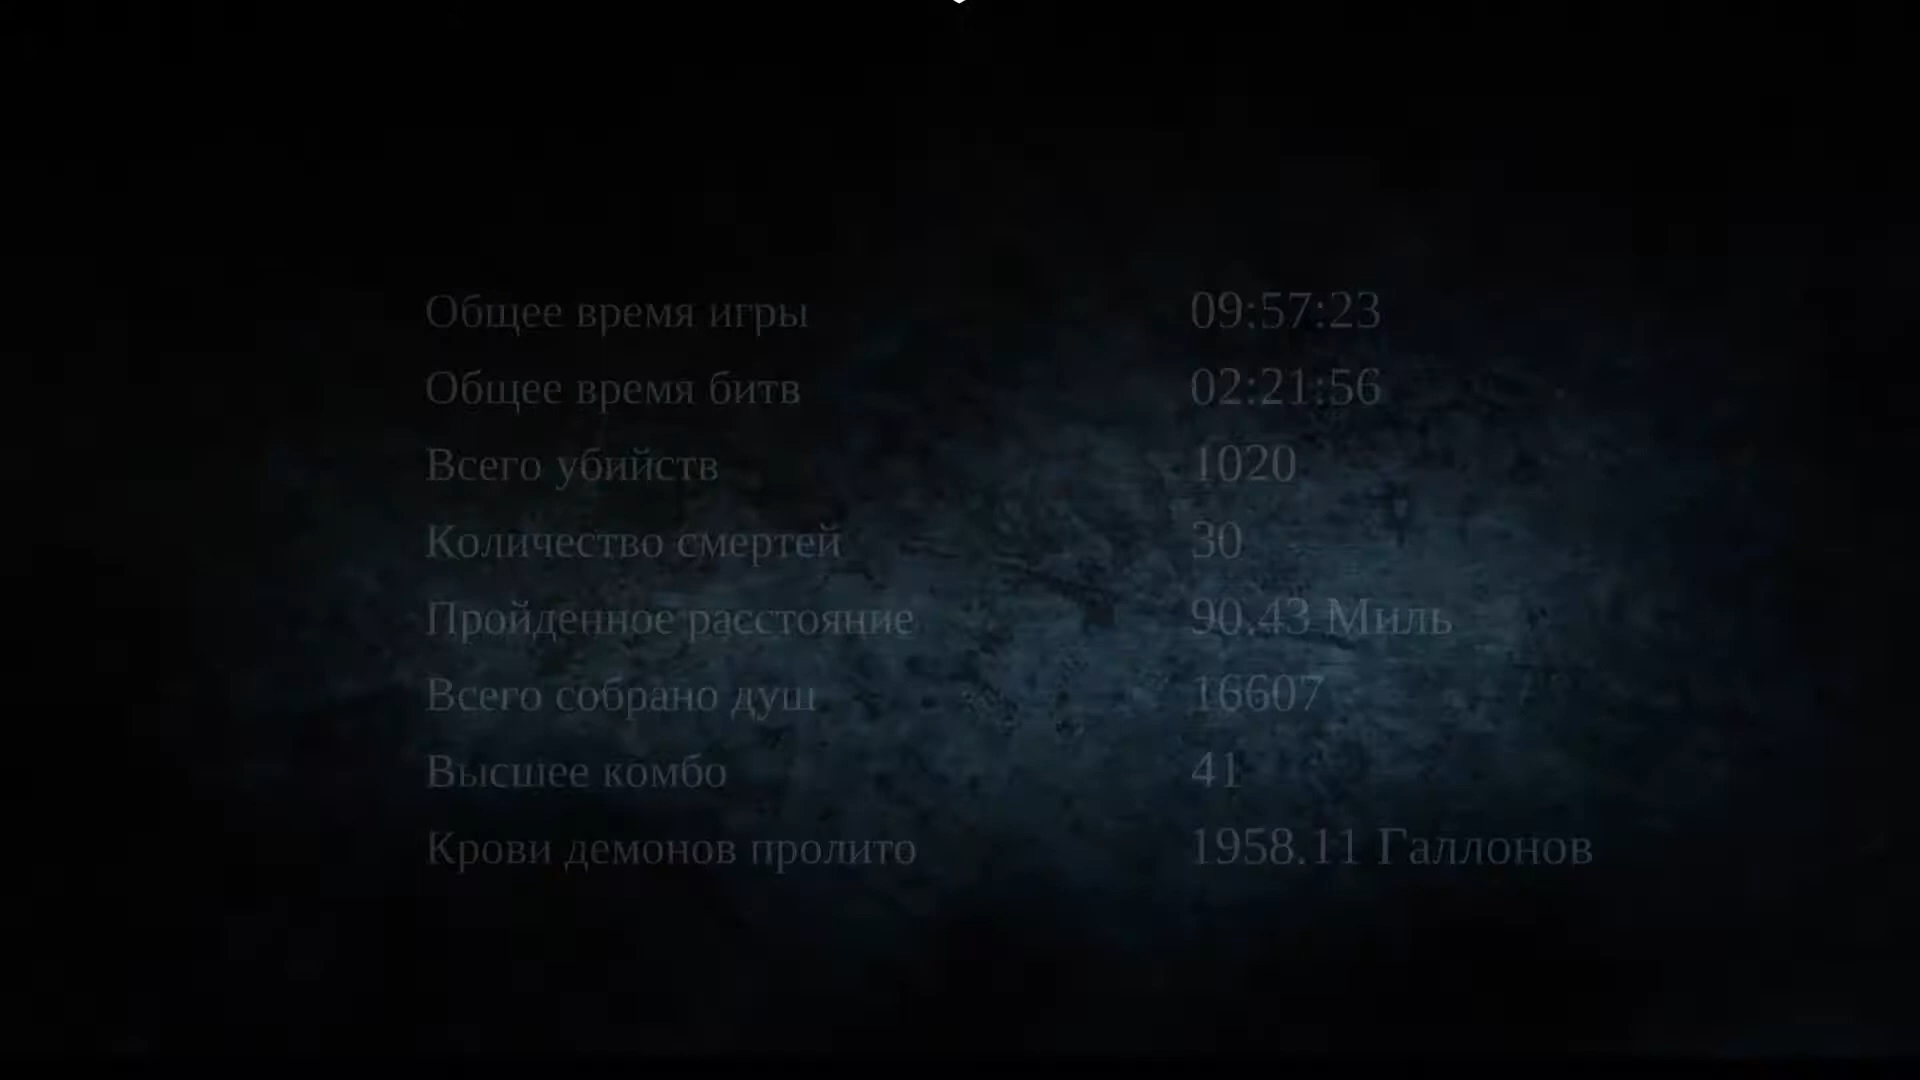 Общее время игры 09:57:23
Общее время битв 02:21:56
Всего убийств 1020
Количество смертей 30
Пройденное расстояние 90.43 Миль
Всего собрано душ 16607
Высшее комбо 41
Крови демонов пролито 1958.11 Галлонов